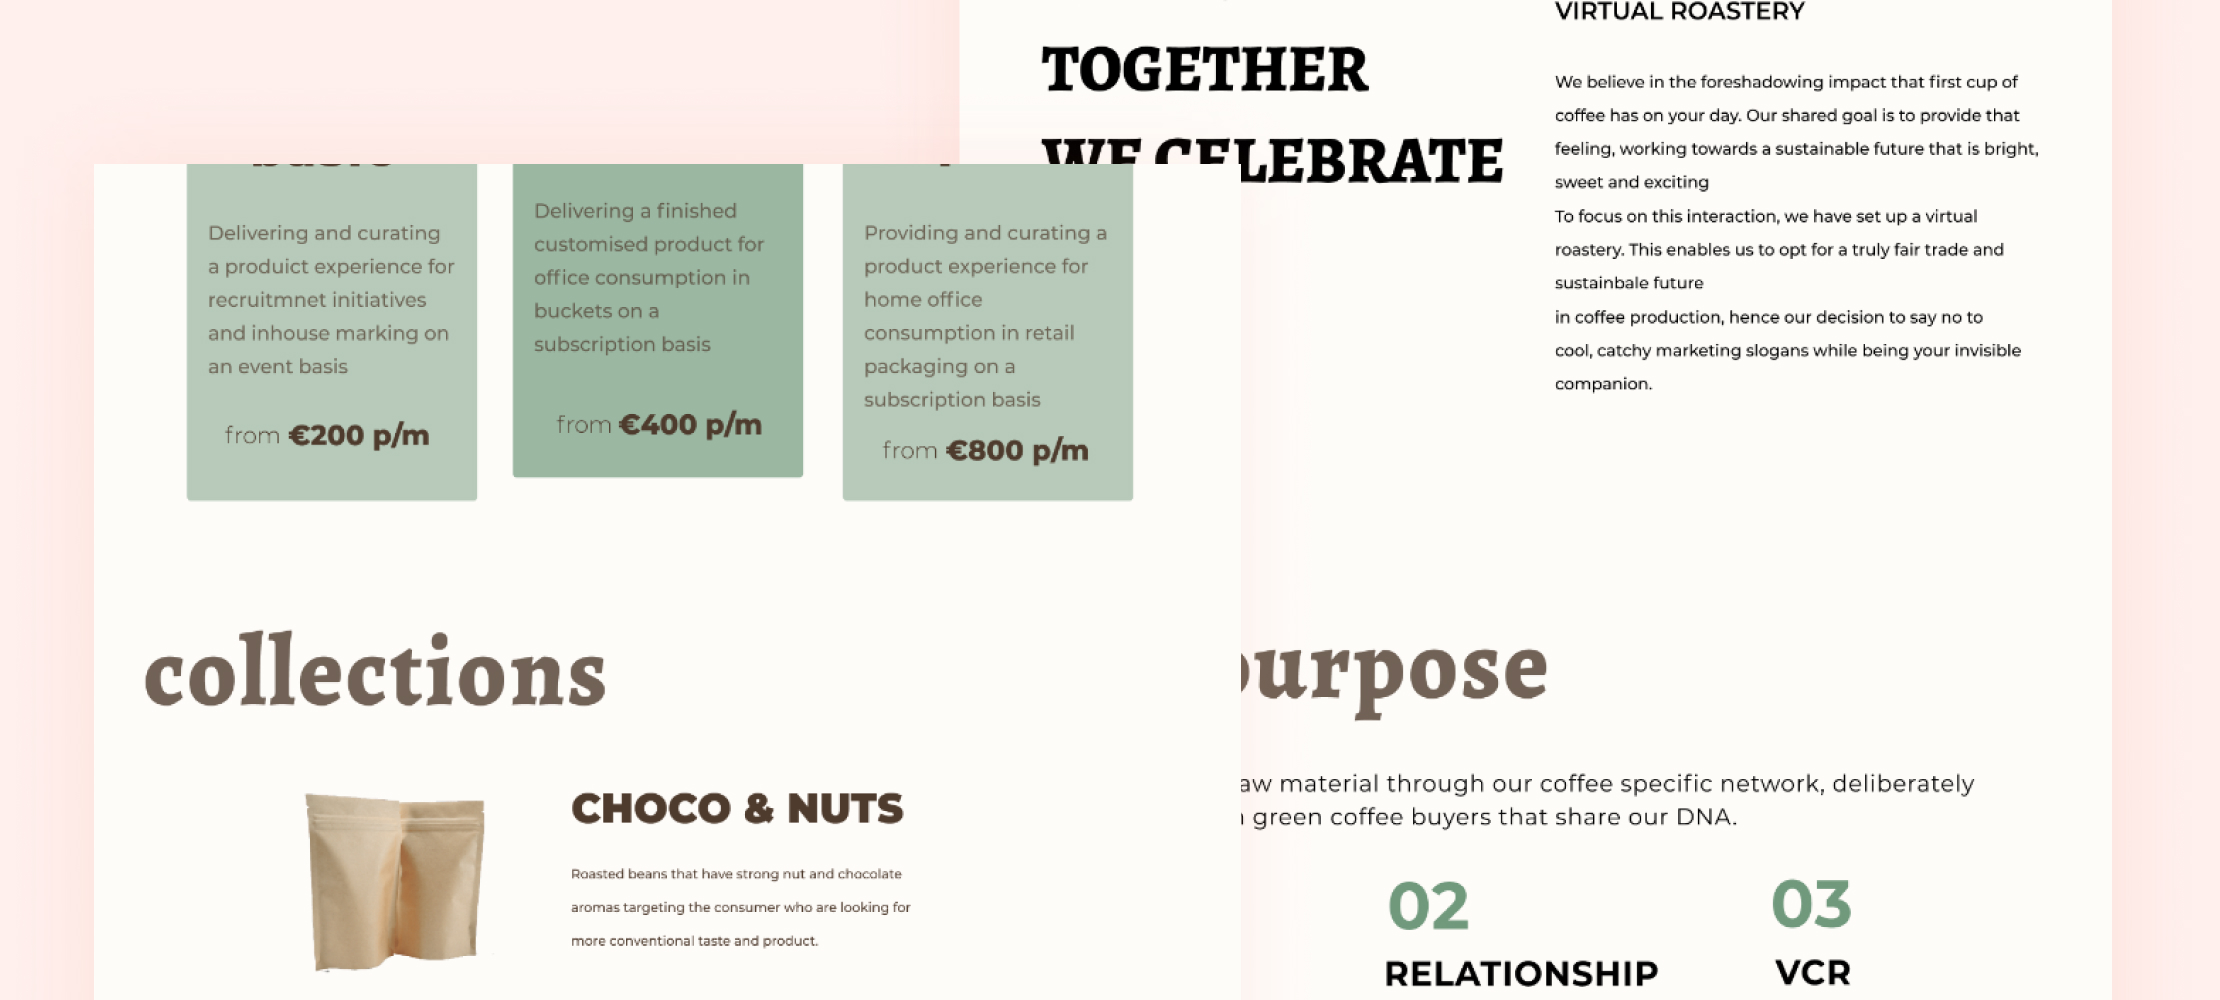 VIRTUAL ROASTERY
TOGETHER
WE CELEBRATE
We believe in the foreshadowing impact that first cup of
coffee has on your day. Our shared goal is to provide that
feeling, working towards a sustainable future that is bright,
sweet and exciting
To focus on this interaction, we have set up a virtual
roastery. This enables us to opt for a truly fair trade and
sustainbale future
in coffee production, hence our decision to say no to
cool, catchy marketing slogans while being your invisible
companion.
Delivering and curating
a produict experience for
recruitmnet initiatives
and inhouse marking on
an event basis
from €200 p/m
Delivering a finished
customised product for
office consumption in
buckets on a
subscription basis
from €400 p/m
Providing and curating a
product experience for
home office
consumption in retail
packaging on a
subscription basis
from €800 p/m
collections
CHOCO & NUTS
Roasted beans that have strong nut and chocolate
aromas targeting the consumer who are looking for
more conventional taste and product.
purpose
aw material through our coffee specific network, deliberately
green coffee buyers that share our DNA.
02
RELATIONSHIP
03
VCR